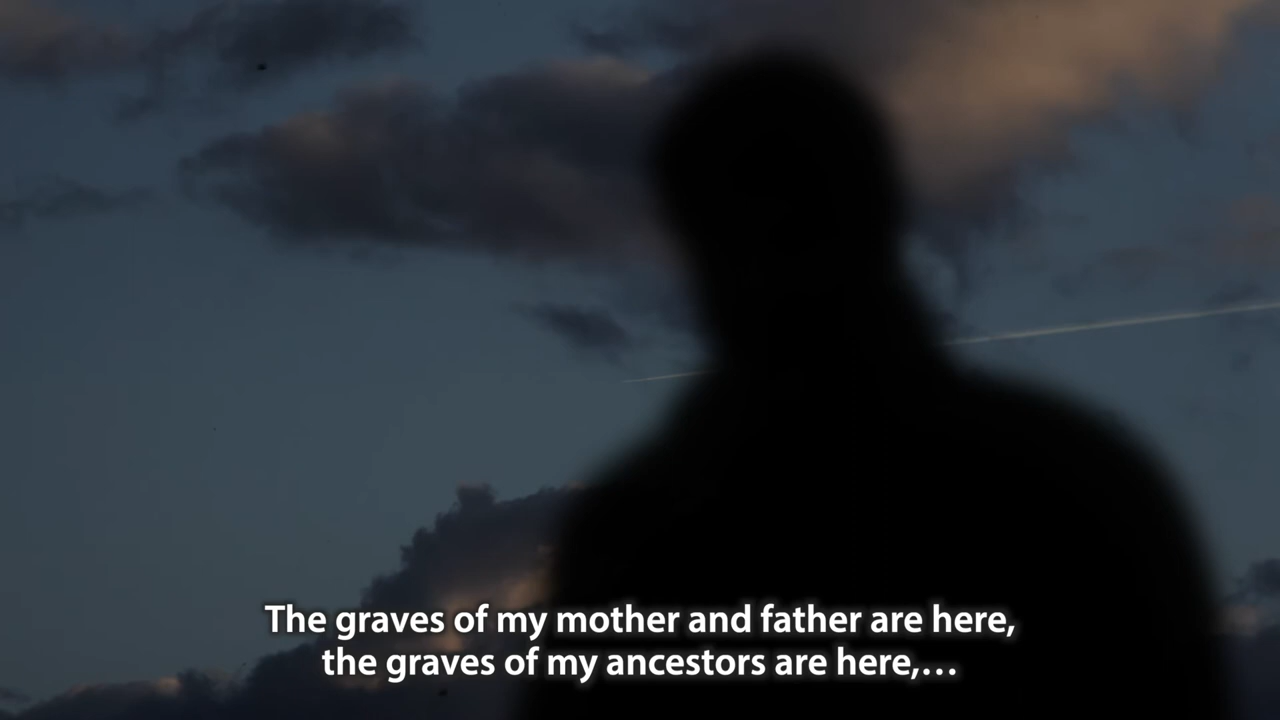 The graves of my mother and father are here,
the graves of my ancestors are here,…